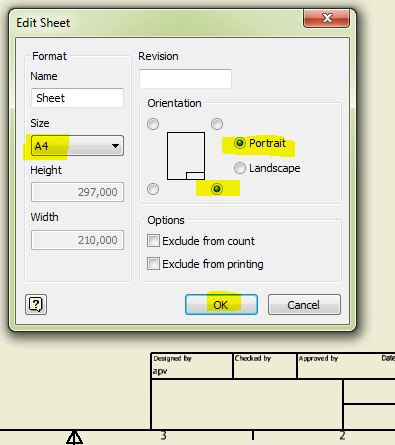 Edit Sheet
Format
Name
Sheet
Size
A4
Height
297,000
Width
210,000
Revision
Orientation
Portrait
Landscape
Options
Exclude from count
Exclude from printing
OK
Cancel
Designed by
Checked by
Approved by
Date
apv
3
2